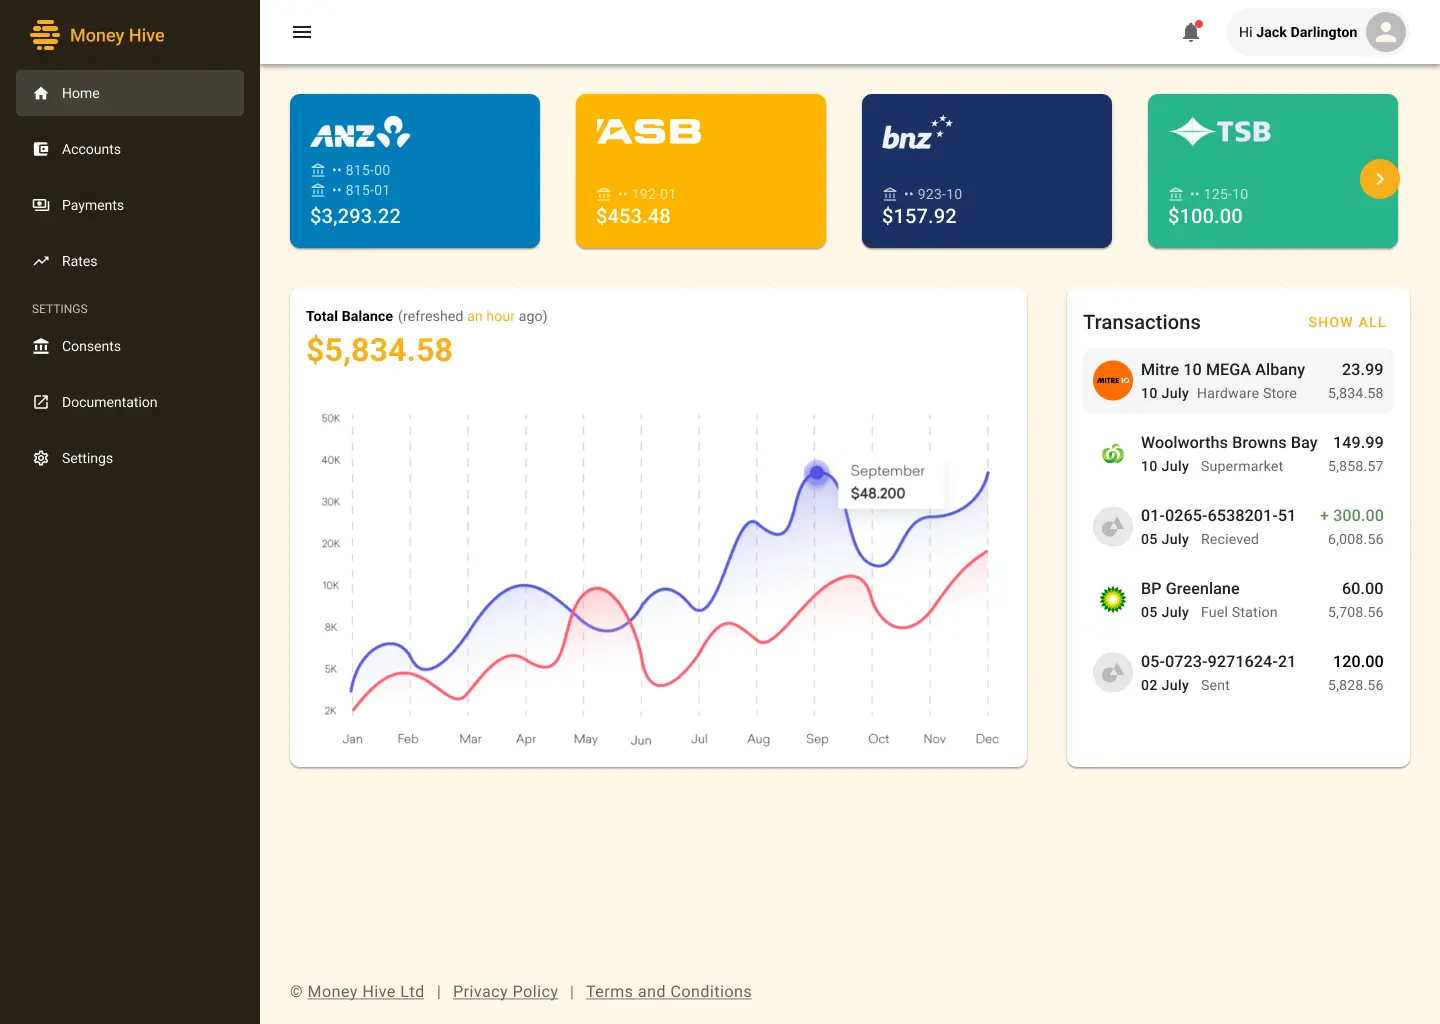 Money Hive
Home
Accounts
Payments
Rates
SETTINGS
Consents
Documentation
Settings
Hi Jack Darlington
ANZ
•• 815-00
•• 815-01
$3,293.22
ASB
•• 192-01
$453.48
bnz
•• 923-10
$157.92
TSB
•• 125-10
$100.00
Total Balance (refreshed an hour ago)
$5,834.58
50K
40K
30K
20K
10K
8K
5K
2K
September
$48.200
Jan Feb Mar Apr May Jun Jul Aug Sep Oct Nov Dec
Transactions SHOW ALL
MITRE 10
Mitre 10 MEGA Albany 23.99
10 July Hardware Store 5,834.58
Woolworths Browns Bay 149.99
10 July Supermarket 5,858.57
01-0265-6538201-51 + 300.00
05 July Recieved 6,008.56
BP Greenlane 60.00
05 July Fuel Station 5,708.56
05-0723-9271624-21 120.00
02 July Sent 5,828.56
© Money Hive Ltd | Privacy Policy | Terms and Conditions